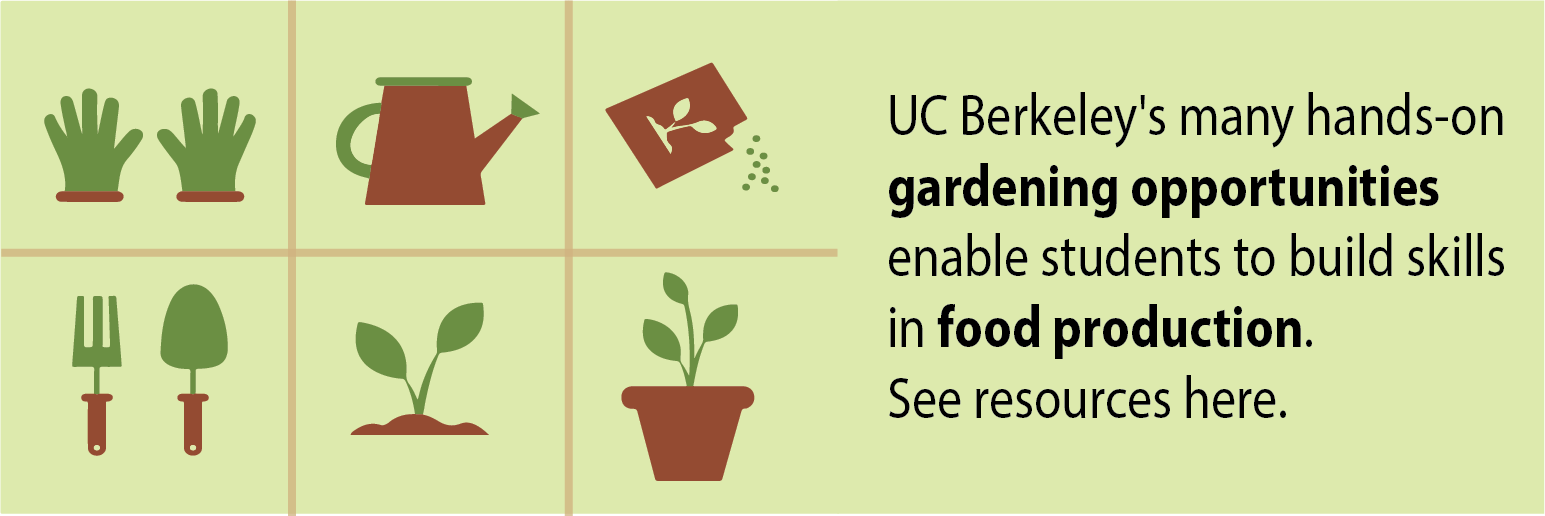 UC Berkeley's many hands-on
gardening opportunities
enable students to build skills
in food production.
See resources here.